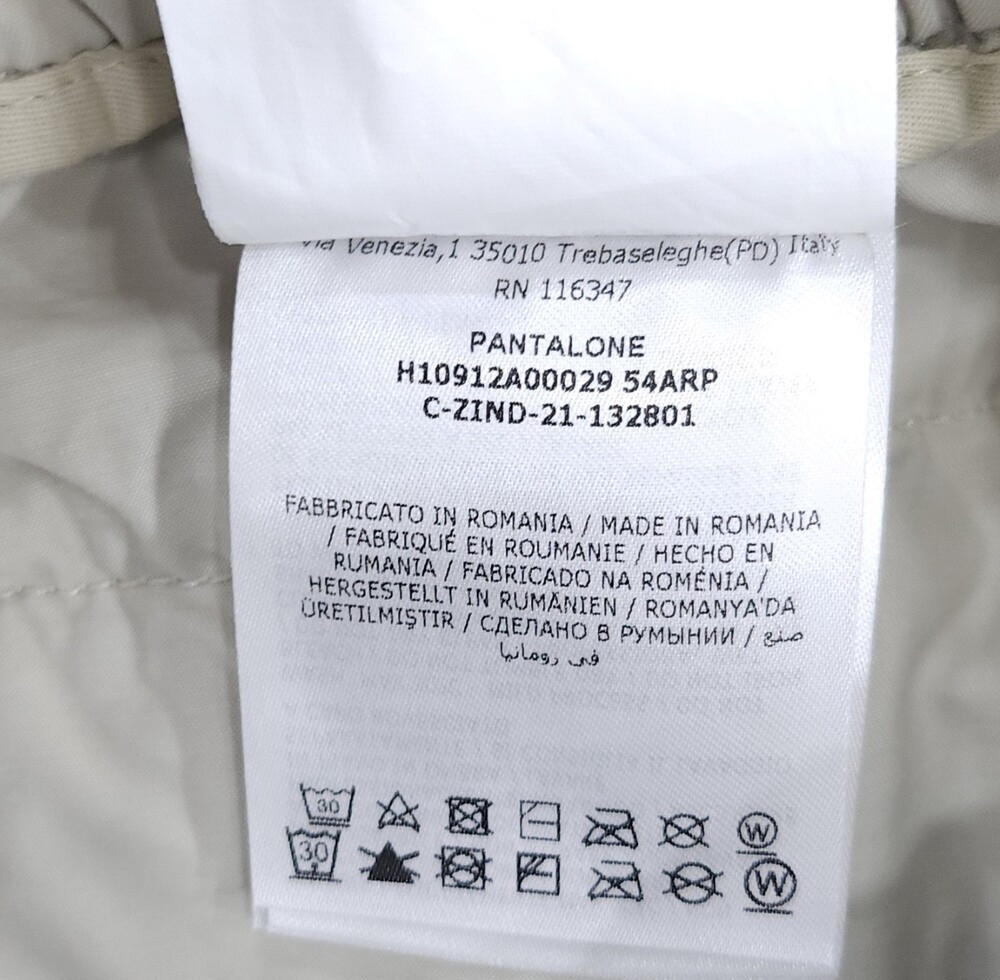 Via Venezia,1 35010 Trebaseleghe(PD) Italy
RN 116347
PANTALONE
H10912A00029 54ARP
C-ZIND-21-132801
FABBRICATO IN ROMANIA / MADE IN ROMANIA
/ FABRIQUÉ EN ROUMANIE / HECHO EN
RUMANIA / FABRICADO NA ROMÉNIA /
HERGESTELLT IN RUMÄNIEN / ROMANYA'DA
ÜRETILMIŞTIR / СДЕЛАНО В РУМЫНИИ / صنع
في رومانيا
30 W
30 W